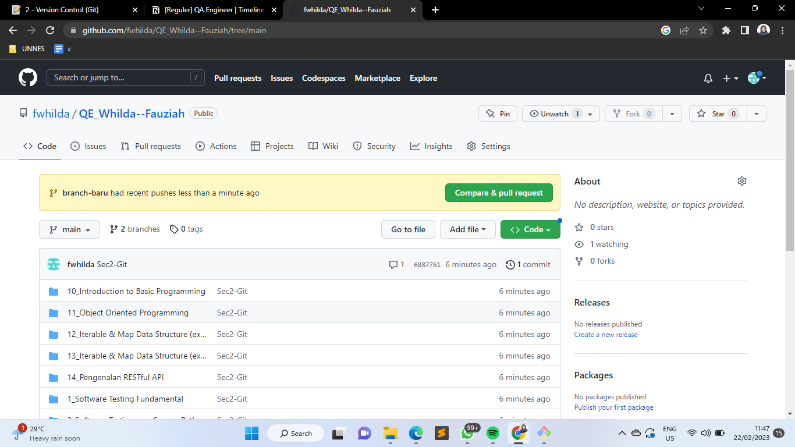 2 - Version Control (Git)
[Reguler] QA Engineer | Timeline
fwhilda/QE_Whilda--Fauziah
github.com/fwhilda/QE_Whilda--Fauziah/tree/main
UNNES
c
Search or jump to...
/
Pull requests
Issues
Codespaces
Marketplace
Explore
fwhilda / QE_Whilda--Fauziah
Public
Pin
Unwatch 1
Fork 0
Star 0
Code
Issues
Pull requests
Actions
Projects
Wiki
Security
Insights
Settings
branch-baru had recent pushes less than a minute ago
Compare & pull request
main
2 branches
0 tags
Go to file
Add file
Code
fwhilda Sec2-Git
1
6087761 6 minutes ago
1 commit
10_Introduction to Basic Programming Sec2-Git 6 minutes ago
11_Object Oriented Programming Sec2-Git 6 minutes ago
12_Iterable & Map Data Structure (ex... Sec2-Git 6 minutes ago
13_Iterable & Map Data Structure (ex... Sec2-Git 6 minutes ago
14_Pengenalan RESTful API Sec2-Git 6 minutes ago
1_Software Testing Fundamental Sec2-Git 6 minutes ago
About
No description, website, or topics provided.
0 stars
1 watching
0 forks
Releases
No releases published
Create a new release
Packages
No packages published
Publish your first package
1
29°C
Heavy rain soon
Search
99+
ENG
US
11:47
22/02/2023
15